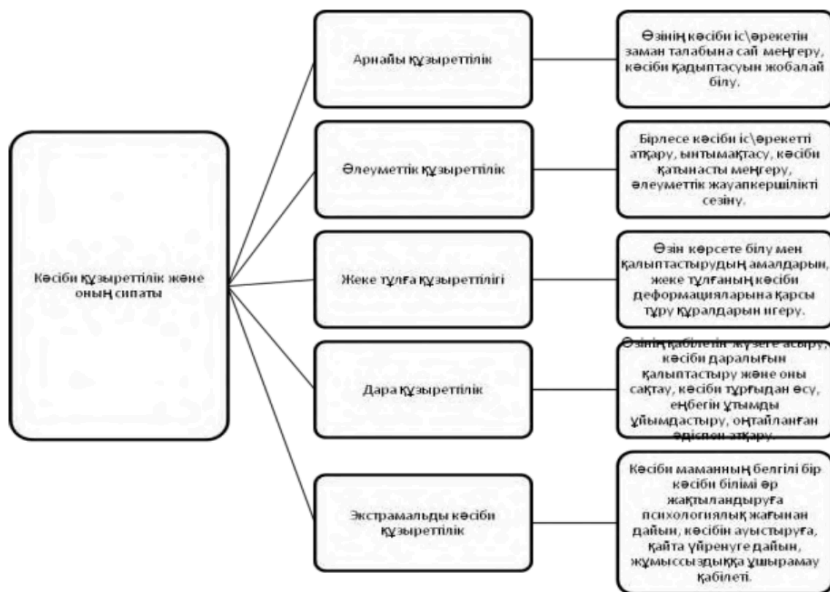 Кәсіби құзыреттілік және
оның сипаты
Арнайы құзыреттілік
Өзінің кәсіби іс\әрекетін
заман талабына сай меңгеру,
кәсіби қадыптасуын жобалай
білу.
Әлеуметтік құзыреттілік
Бірлесе кәсіби іс\әрекетті
атқару, ынтымақтасу, кәсіби
қатынасты меңгеру,
әлеуметтік жауапкершілікті
сезіну.
Жеке тұлға құзыреттілігі
Өзін көрсете білу мен
қалыптастырудың амалдарын,
жеке тұлғаның кәсіби
деформацияларына қарсы
тұру құралдарын игеру.
Дара құзыреттілік
Өзінің қабілетін жүзеге асыру,
кәсіби даралығын
қалыптастыру және оны
сақтау, кәсіби тұрғыдан өсу,
еңбегін ұтымды
ұйымдастыру, оңтайланған
әдіспен атқару.
Экстрамальды кәсіби
құзыреттілік
Кәсіби маманның белгілі бір
кәсіби білімі әр
жақтыландыруға
психологиялық жағынан
дайын, кәсібін ауыстыруға,
қайта үйренуге дайын,
жұмыссыздыққа ұшырамау
қабілеті.